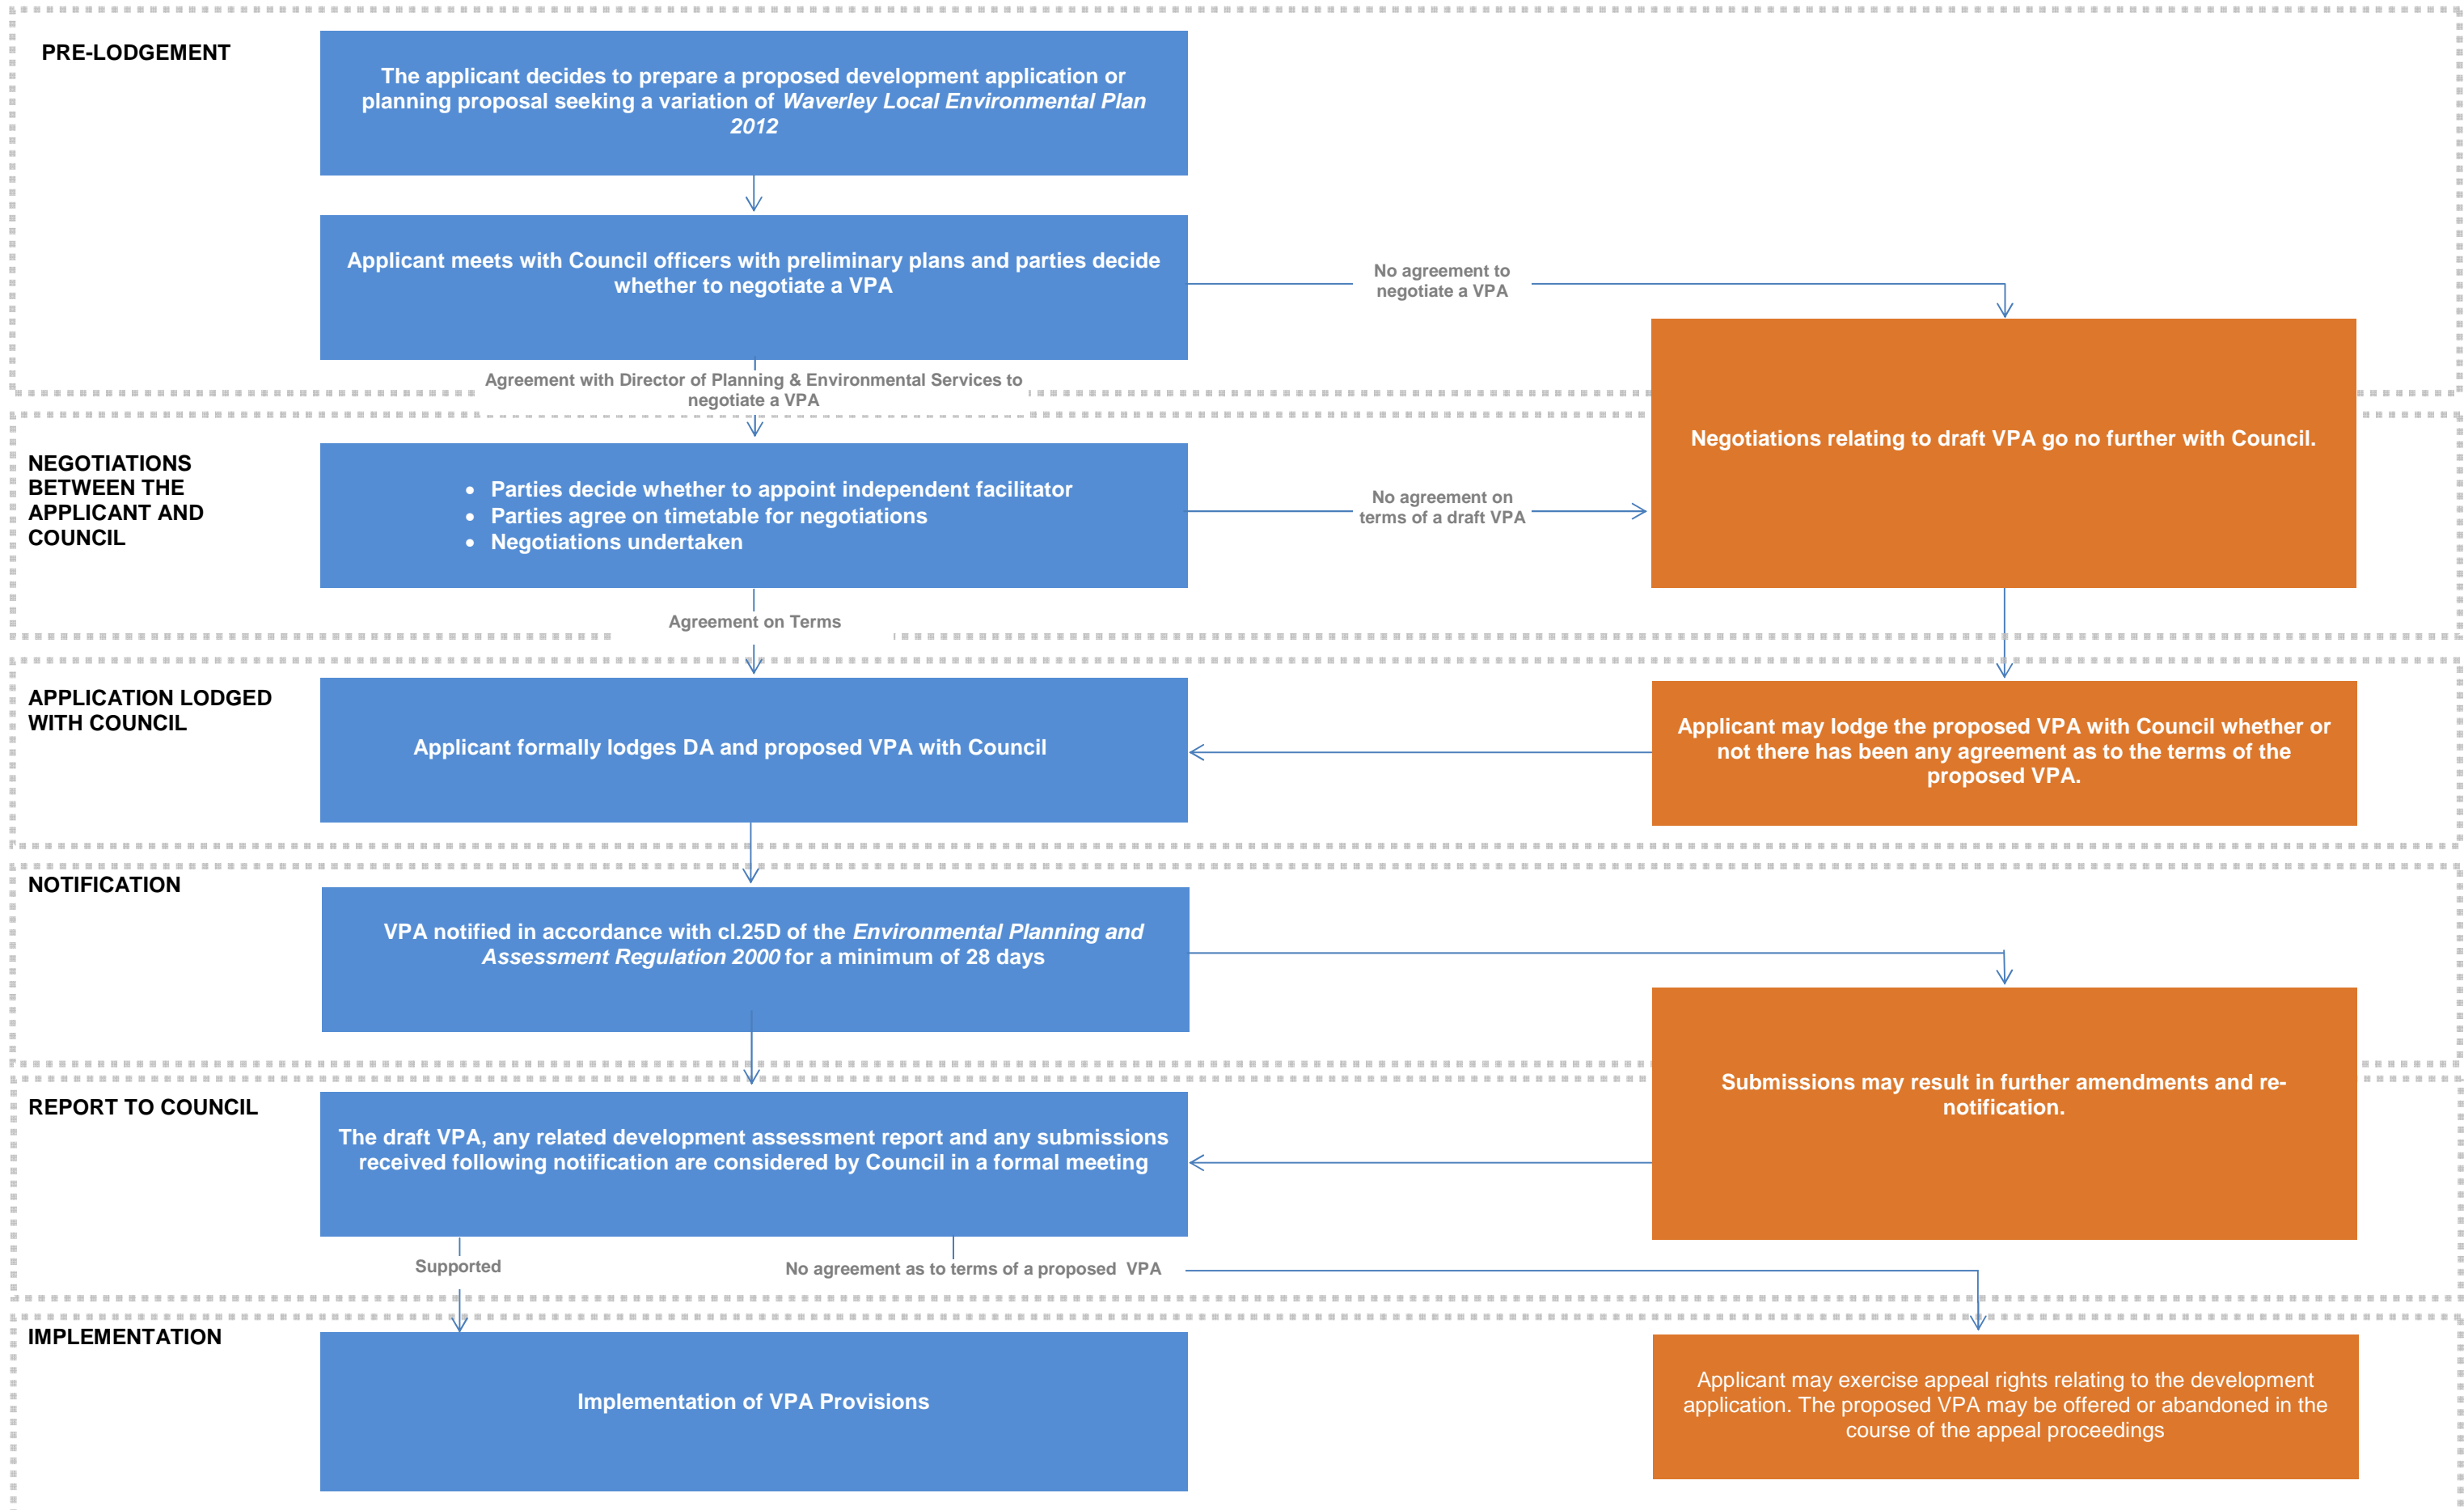 PRE-LODGEMENT
The applicant decides to prepare a proposed development application or
planning proposal seeking a variation of Waverley Local Environmental Plan
2012
Applicant meets with Council officers with preliminary plans and parties decide
whether to negotiate a VPA
No agreement to
negotiate a VPA
Agreement with Director of Planning & Environmental Services to
negotiate a VPA
Negotiations relating to draft VPA go no further with Council.
NEGOTIATIONS
BETWEEN THE
APPLICANT AND
COUNCIL
• Parties decide whether to appoint independent facilitator
• Parties agree on timetable for negotiations
• Negotiations undertaken
No agreement on
terms of a draft VPA
Agreement on Terms
APPLICATION LODGED
WITH COUNCIL
Applicant formally lodges DA and proposed VPA with Council
Applicant may lodge the proposed VPA with Council whether or
not there has been any agreement as to the terms of the
proposed VPA.
NOTIFICATION
VPA notified in accordance with cl.25D of the Environmental Planning and
Assessment Regulation 2000 for a minimum of 28 days
Submissions may result in further amendments and re-
notification.
REPORT TO COUNCIL
The draft VPA, any related development assessment report and any submissions
received following notification are considered by Council in a formal meeting
Supported
No agreement as to terms of a proposed VPA
IMPLEMENTATION
Implementation of VPA Provisions
Applicant may exercise appeal rights relating to the development
application. The proposed VPA may be offered or abandoned in the
course of the appeal proceedings